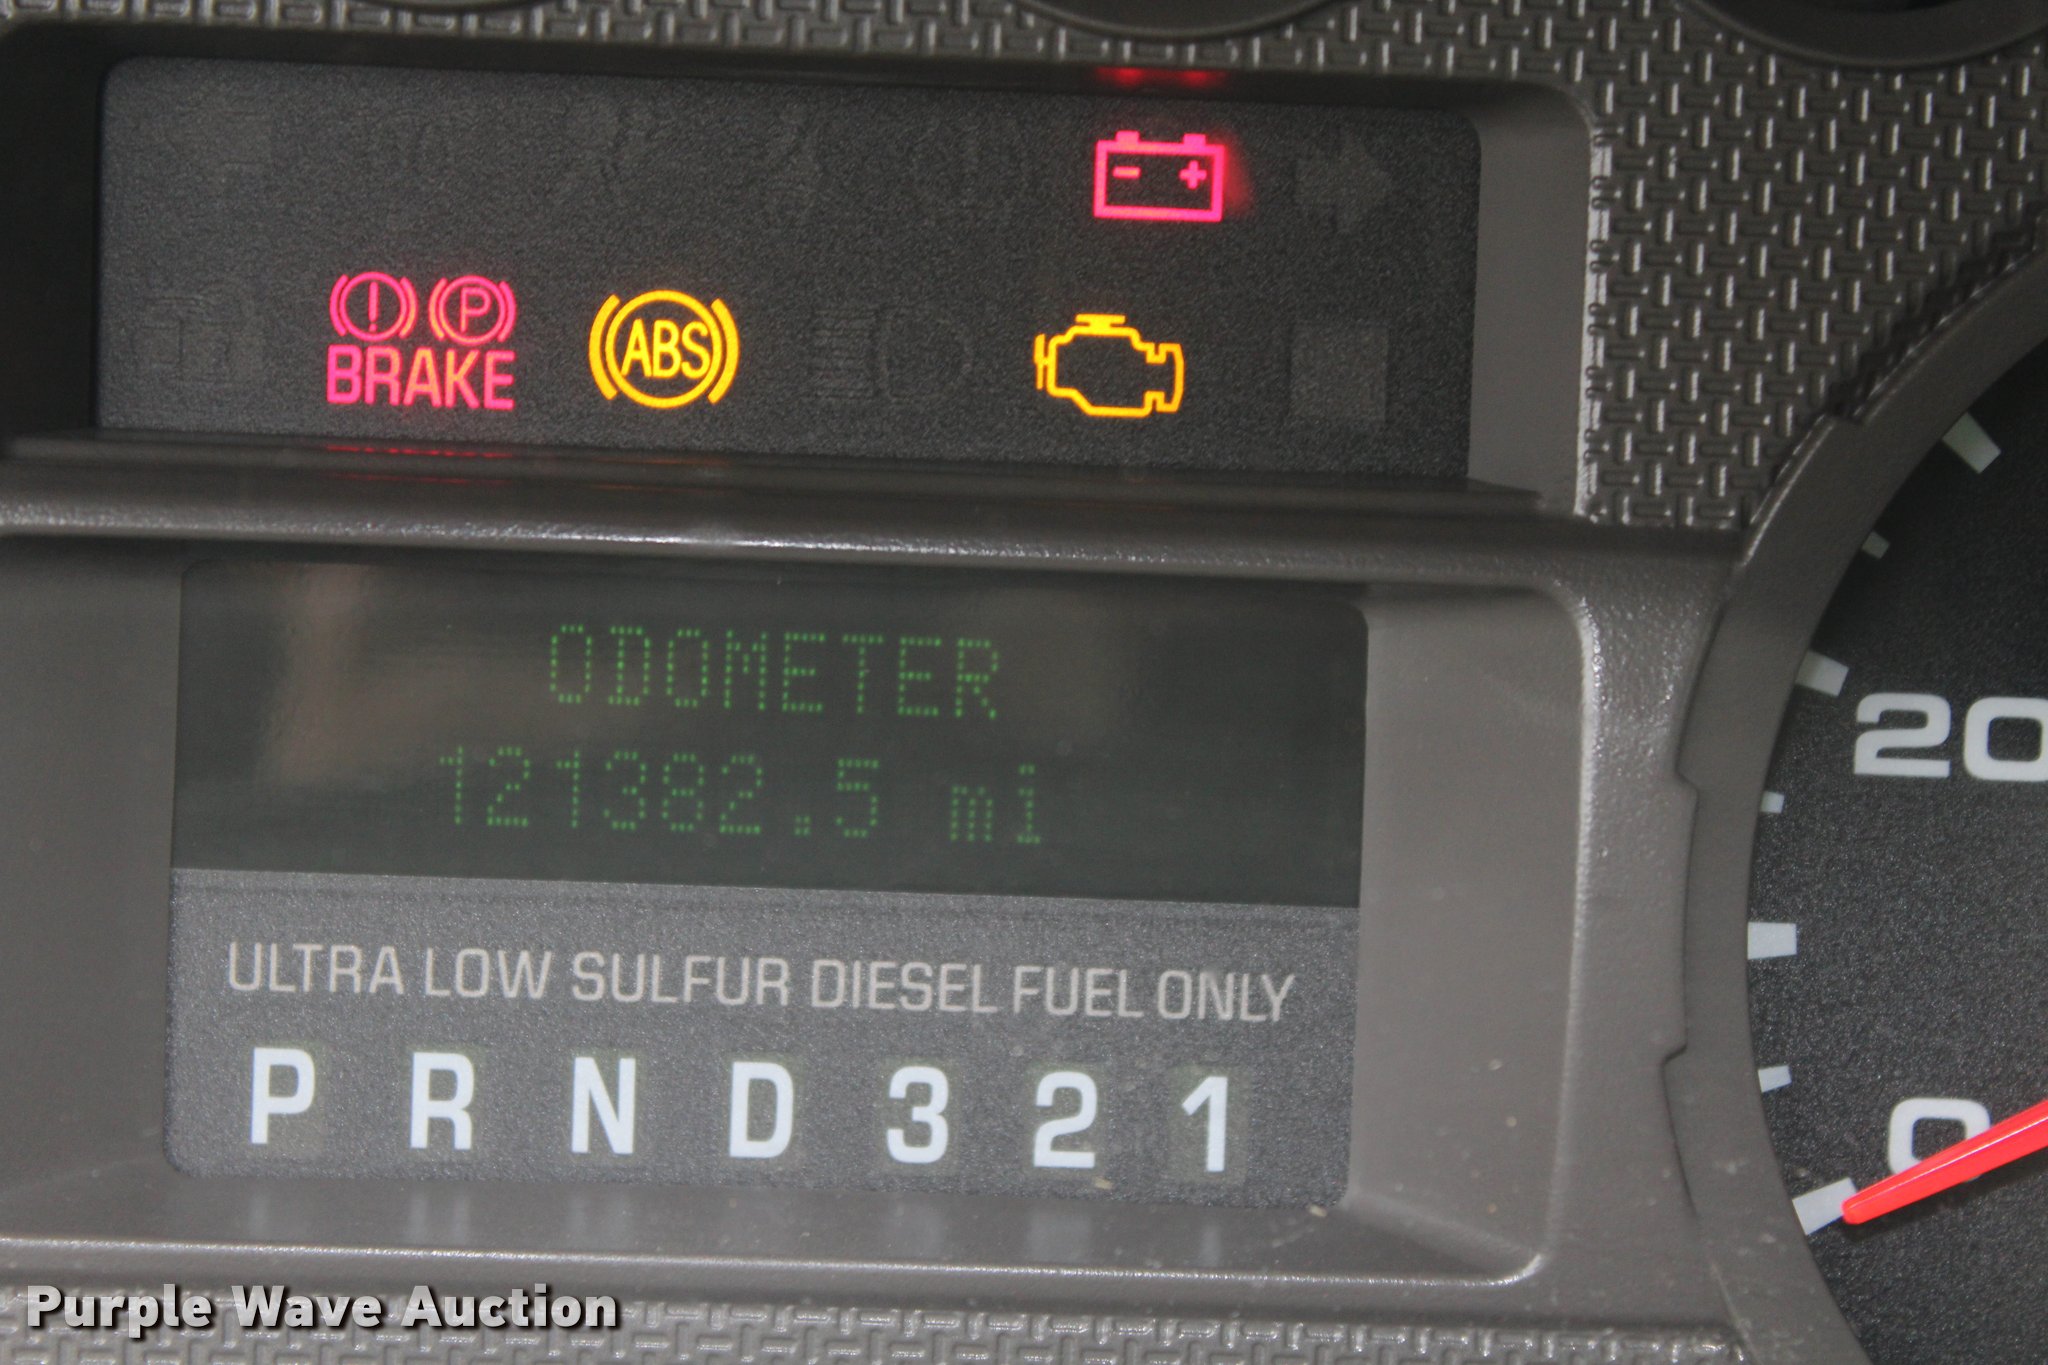 - +
! P
BRAKE
ABS
ODOMETER
121382.5 mi
ULTRA LOW SULFUR DIESEL FUEL ONLY
P R N D 3 2 1
20
0
Purple Wave Auction